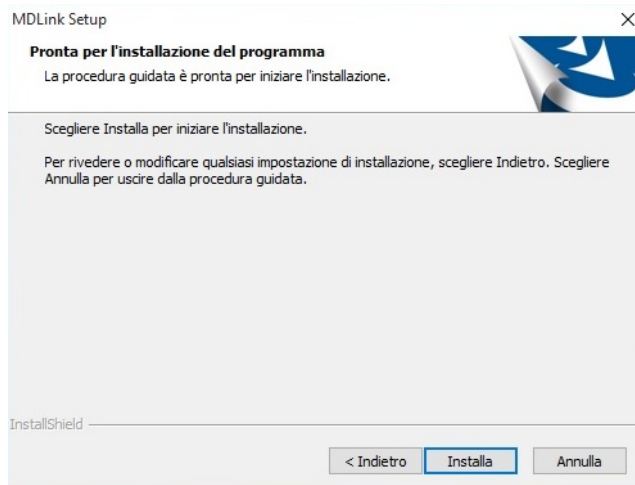 MDLink Setup
Pronta per l'installazione del programma
La procedura guidata è pronta per iniziare l'installazione.
Scegliere Installa per iniziare l'installazione.
Per rivedere o modificare qualsiasi impostazione di installazione, scegliere Indietro. Scegliere
Annulla per uscire dalla procedura guidata.
InstallShield
< Indietro
Installa
Annulla